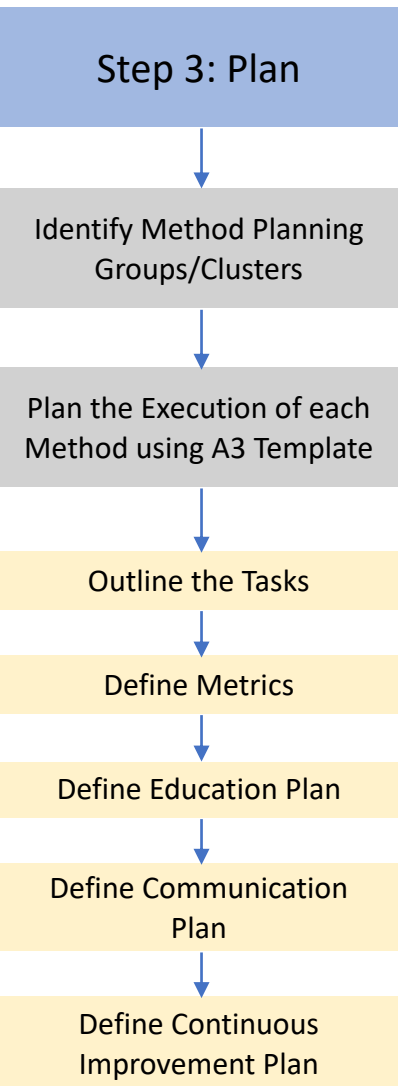 Step 3: Plan
Identify Method Planning
Groups/Clusters
Plan the Execution of each
Method using A3 Template
Outline the Tasks
Define Metrics
Define Education Plan
Define Communication
Plan
Define Continuous
Improvement Plan